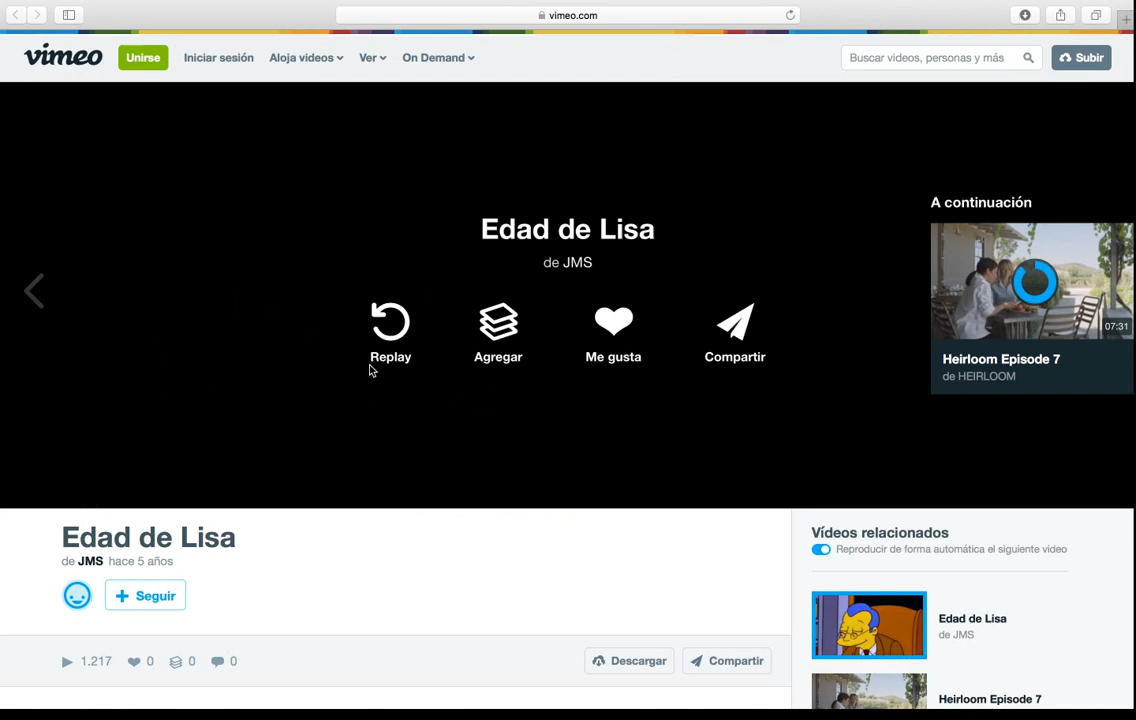 vimeo.com
vimeo
Unirse
Iniciar sesión
Aloja videos
Ver
On Demand
Buscar videos, personas y más
Subir
Edad de Lisa
de JMS
Replay
Agregar
Me gusta
Compartir
A continuación
07:31
Heirloom Episode 7
de HEIRLOOM
Edad de Lisa
de JMS hace 5 años
Seguir
1.217
0
0
0
Descargar
Compartir
Vídeos relacionados
Reproducir de forma automática el siguiente video
Edad de Lisa
de JMS
Heirloom Episode 7